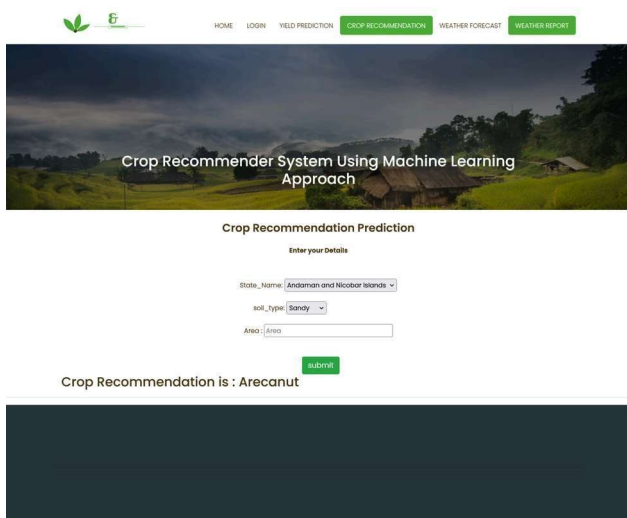 &
HOME LOGIN YIELD PREDICTION CROP RECOMMENDATION WEATHER FORECAST WEATHER REPORT
Crop Recommender System Using Machine Learning
Approach
Crop Recommendation Prediction
Enter your Details
State_Name: Andaman and Nicobar Islands
soil_type: Sandy
Area : Area
submit
Crop Recommendation is : Arecanut